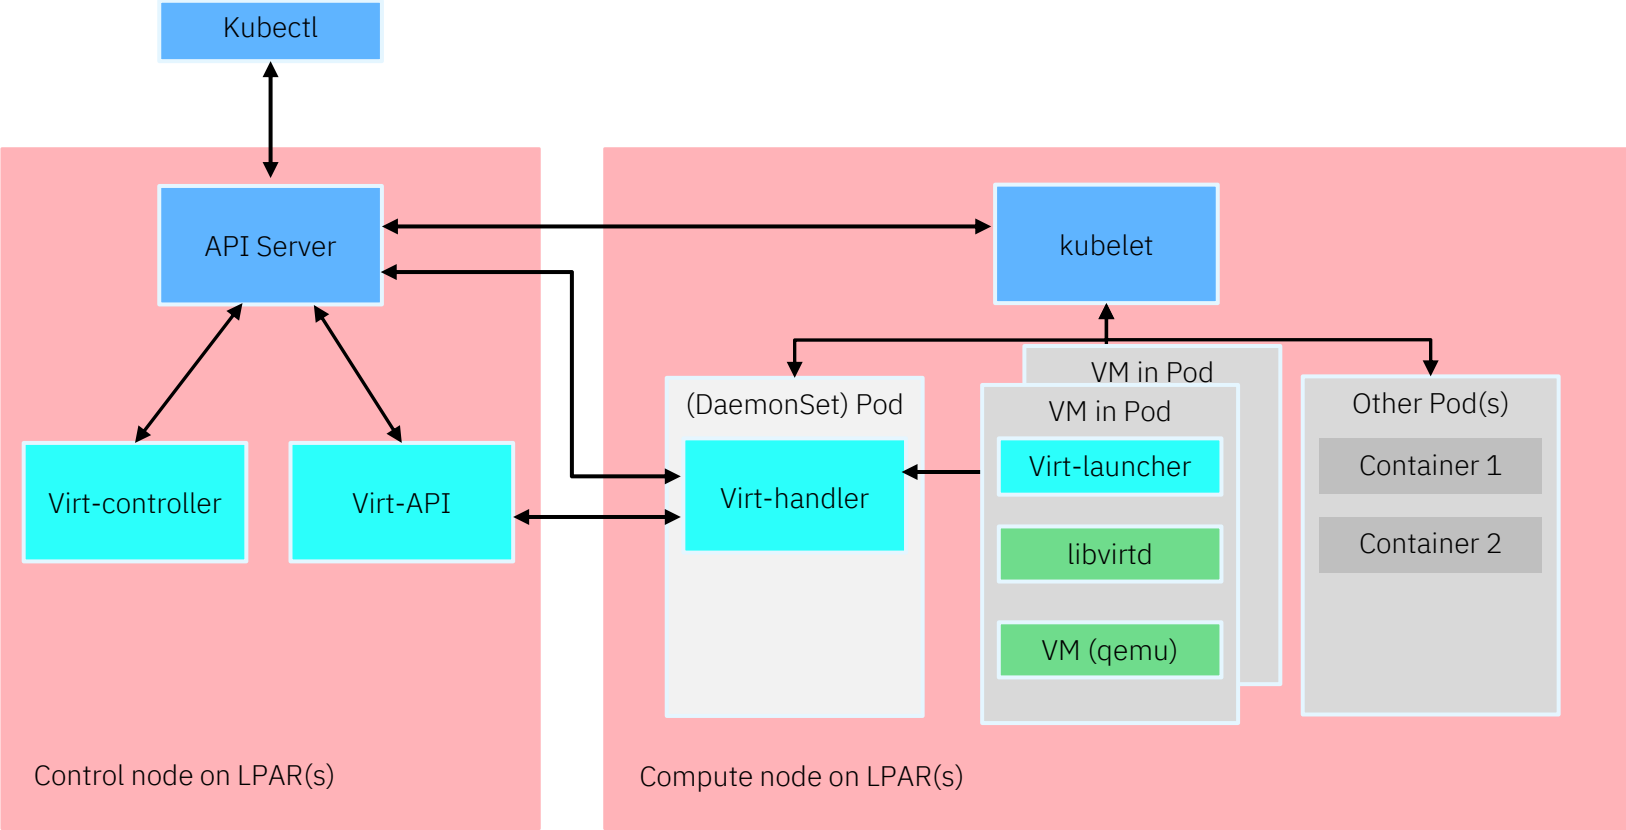 Kubectl
API Server
kubelet
Virt-controller
Virt-API
(DaemonSet) Pod
Virt-handler
VM in Pod
VM in Pod
Virt-launcher
libvirtd
VM (qemu)
Other Pod(s)
Container 1
Container 2
Control node on LPAR(s)
Compute node on LPAR(s)